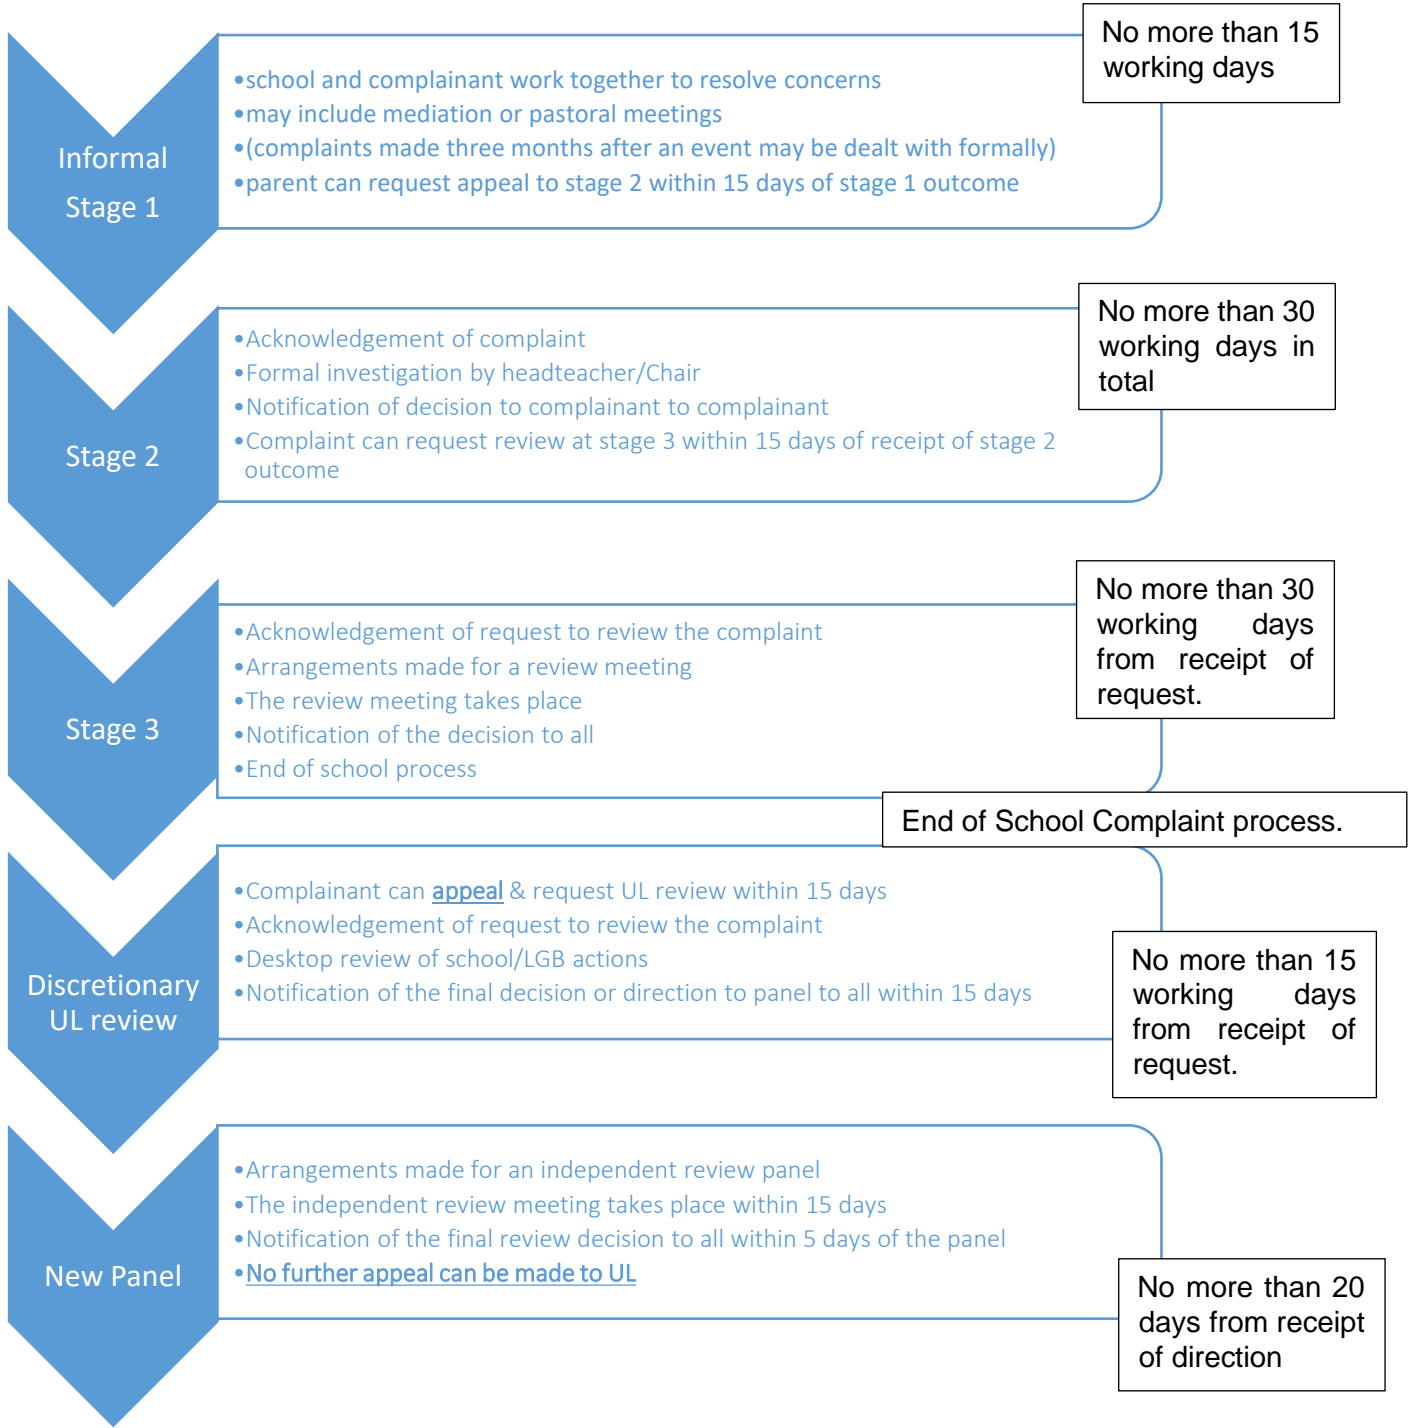 No more than 15
working days
Informal
Stage 1
•school and complainant work together to resolve concerns
•may include mediation or pastoral meetings
•(complaints made three months after an event may be dealt with formally)
•parent can request appeal to stage 2 within 15 days of stage 1 outcome
No more than 30
working days in
total
Stage 2
•Acknowledgement of complaint
•Formal investigation by headteacher/Chair
•Notification of decision to complainant to complainant
•Complaint can request review at stage 3 within 15 days of receipt of stage 2
outcome
No more than 30
working days
from receipt of
request.
Stage 3
•Acknowledgement of request to review the complaint
•Arrangements made for a review meeting
•The review meeting takes place
•Notification of the decision to all
•End of school process
End of School Complaint process.
Discretionary
UL review
•Complainant can appeal & request UL review within 15 days
•Acknowledgement of request to review the complaint
•Desktop review of school/LGB actions
•Notification of the final decision or direction to panel to all within 15 days
No more than 15
working days
from receipt of
request.
New Panel
•Arrangements made for an independent review panel
•The independent review meeting takes place within 15 days
•Notification of the final review decision to all within 5 days of the panel
•No further appeal can be made to UL
No more than 20
days from receipt
of direction